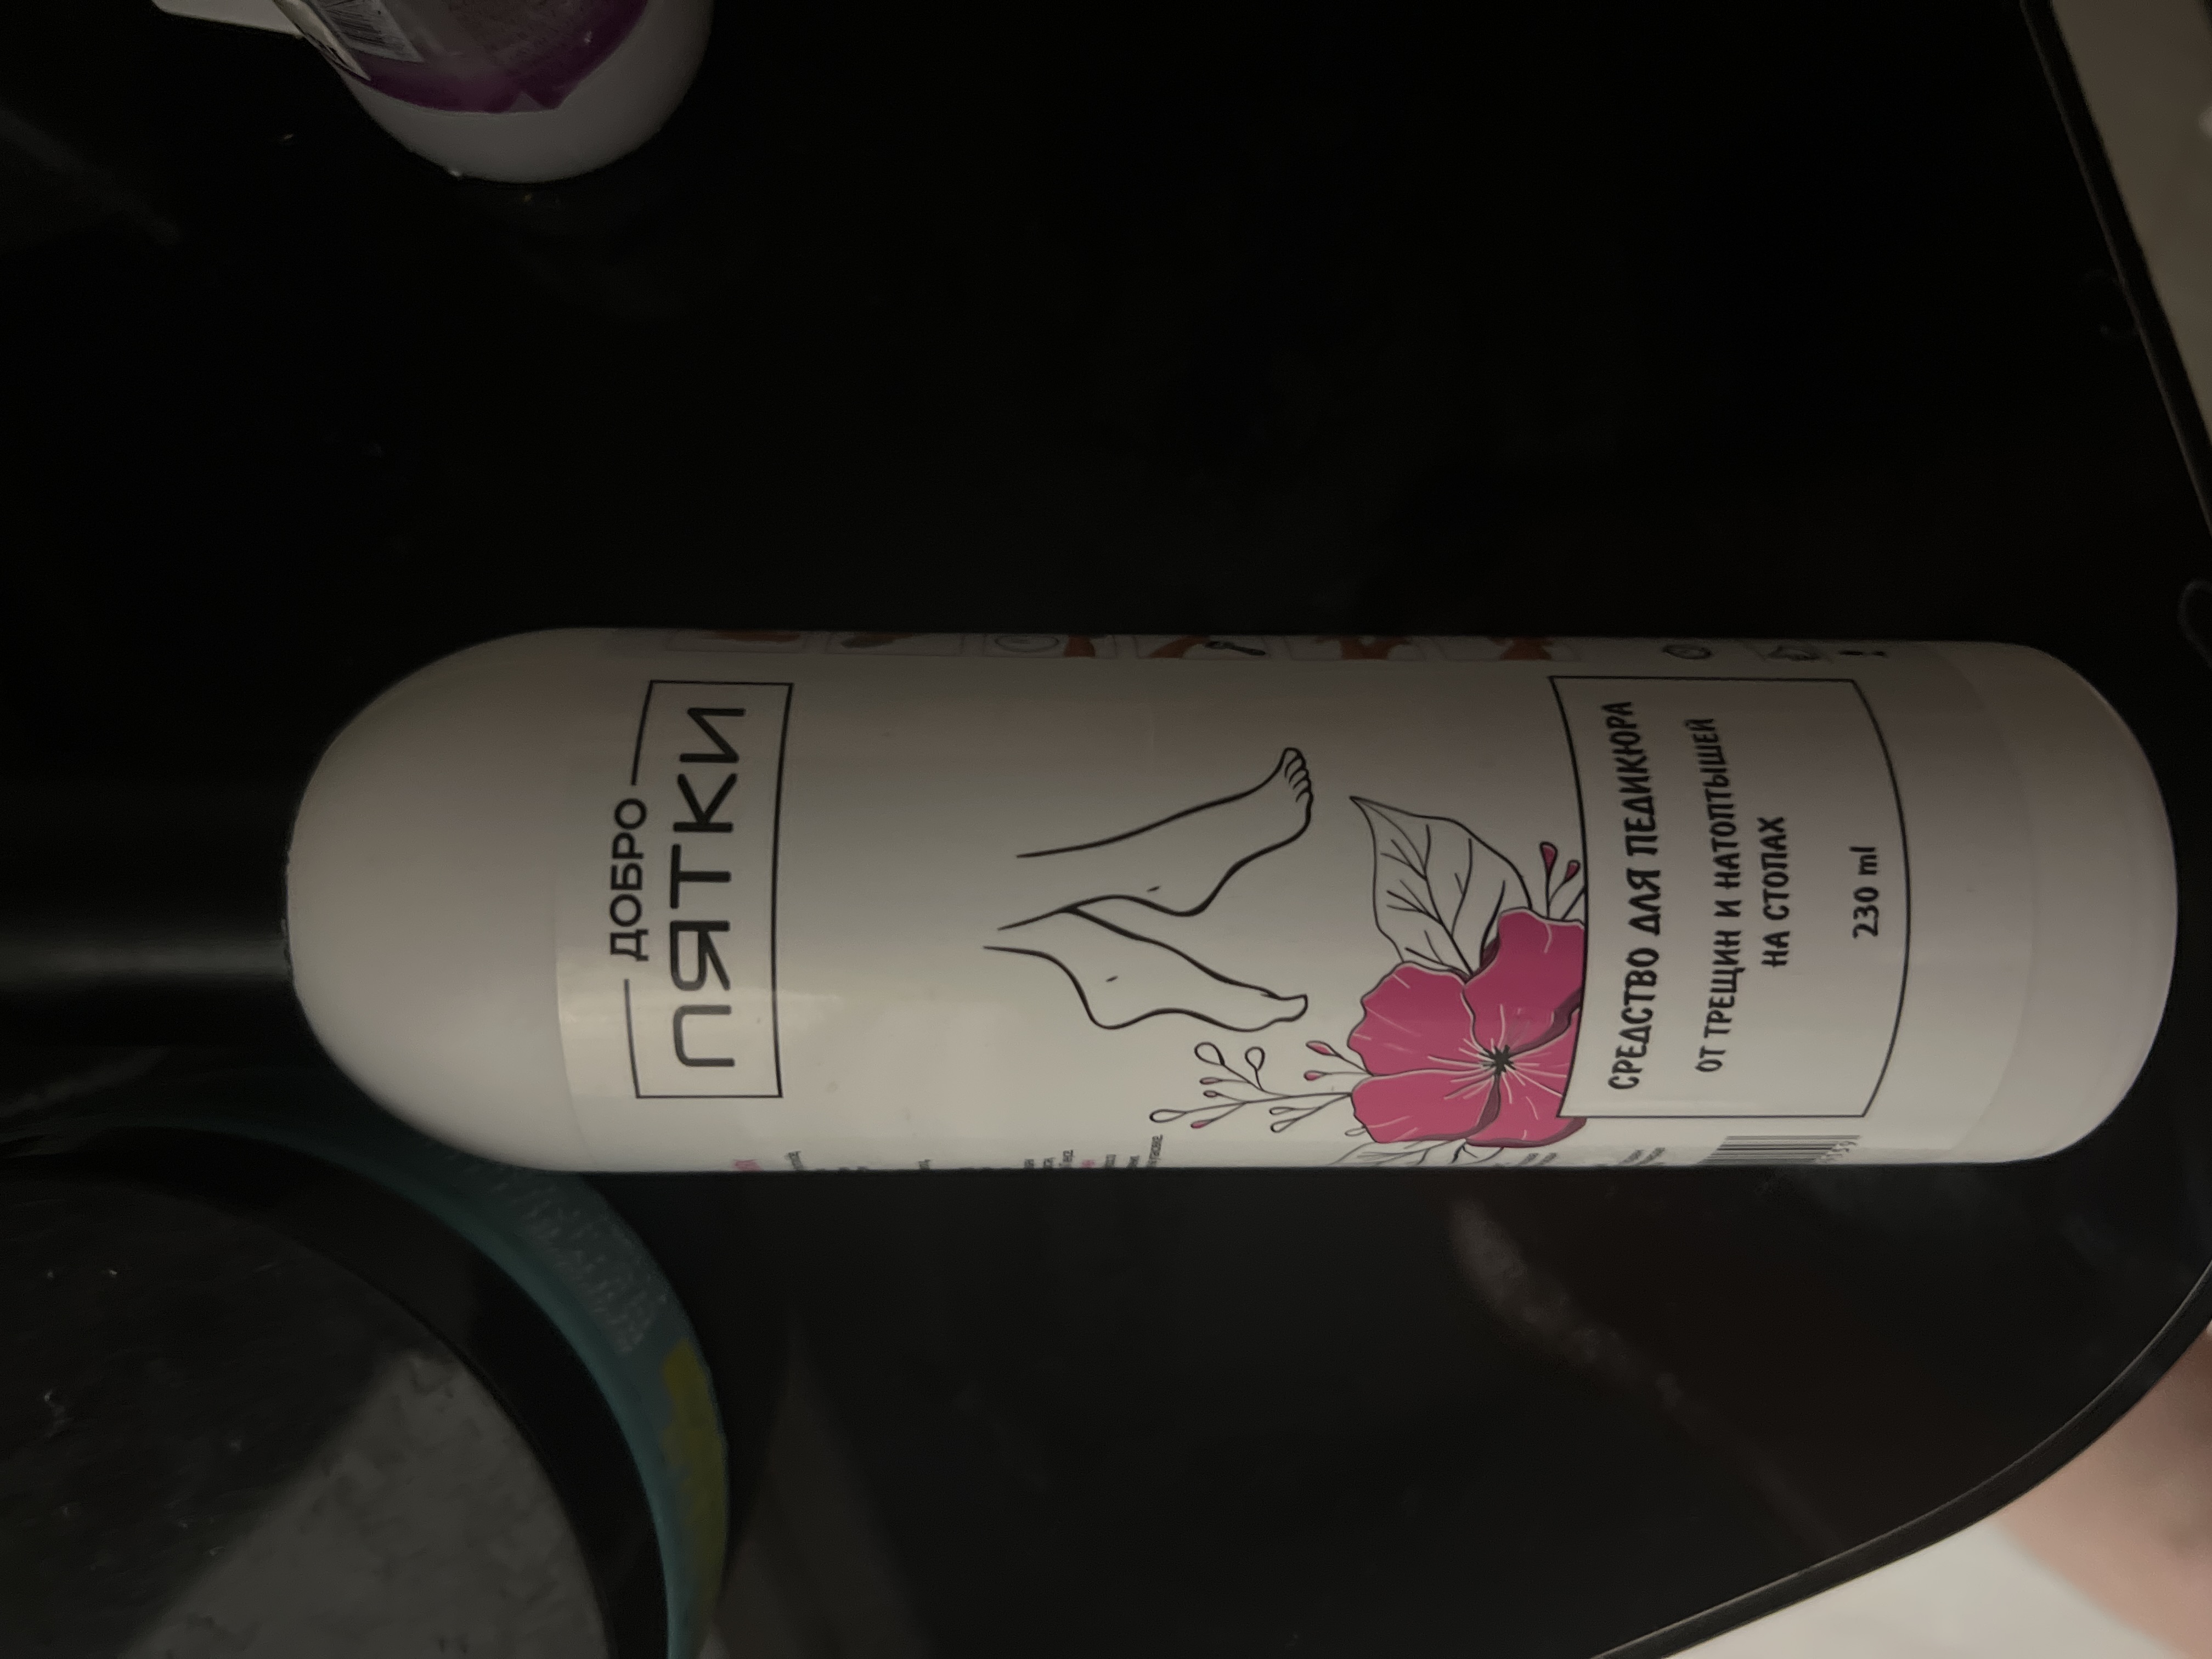 ДОБРО
ПЯТКИ
СРЕДСТВО ДЛЯ ПЕДИКЮРА
ОТ ТРЕЩИН И НАТОПТЫШЕЙ
НА СТОПАХ
230 ml